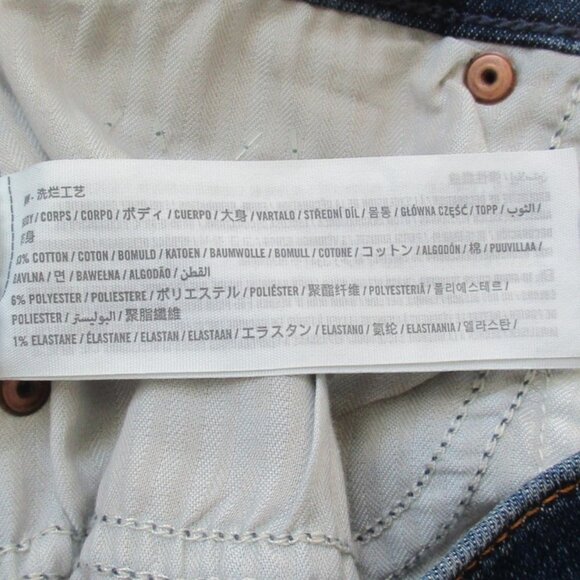 洗烂工艺
BODY / CORPS / CORPO / ボディ / CUERPO / 大身 / VARTALO / STŘEDNÍ DÍL / 몸통 / GŁÓWNA CZĘŚĆ / TOPP / الثوب /
COTTON / COTON / BOMULD / KATOEN / BAUMWOLLE / BOMULL / COTONE / コットン / ALGODÓN / 棉 / PUUVILLAA /
BAVLNA / 면 / BAWEŁNA / ALGODÃO / القطن
6% POLYESTER / POLIESTERE / ポリエステル / POLIÉSTER / 聚酯纤维 / POLYESTERIÄ / 폴리에스테르 /
POLIESTER / البوليستر / 聚脂纖維
1% ELASTANE / ÉLASTANE / ELASTAN / ELASTAAN / エラスタン / ELASTANO / 氨纶 / ELASTAANIA / 엘라스탄 /